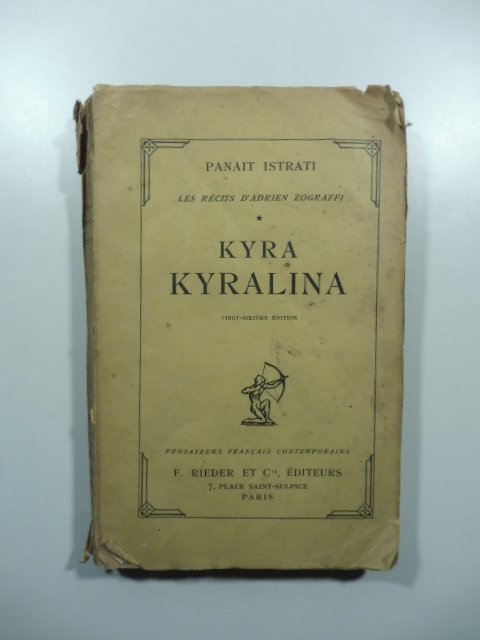 PANAIT ISTRATI
LES RÉCITS D'ADRIEN ZOGRAFFI
*
KYRA
KYRALINA
VINGT-SIXIÈME ÉDITION
PROSATEURS FRANÇAIS CONTEMPORAINS
F. RIEDER ET Cie, ÉDITEURS
7, PLACE SAINT-SULPICE
PARIS